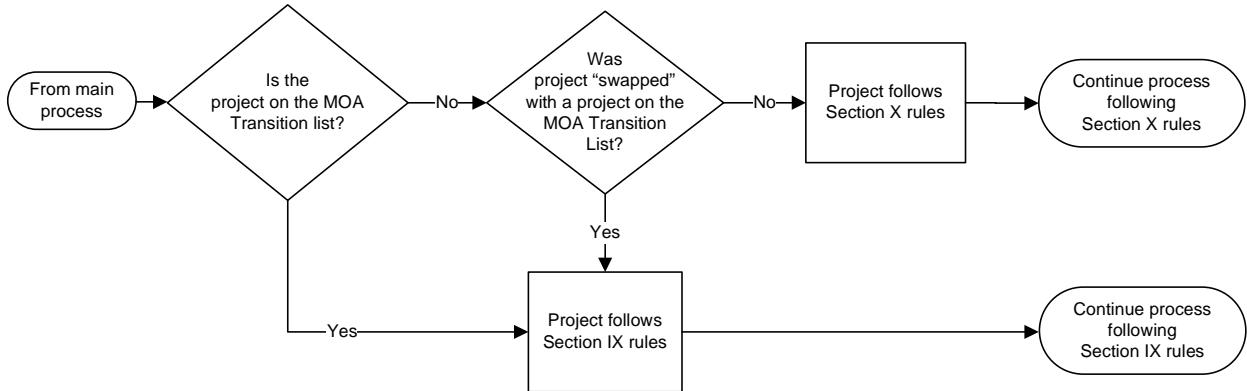 From main
process
Is the
project on the MOA
Transition list?
No
Was
project “swapped”
with a project on the
MOA Transition
List?
No
Project follows
Section X rules
Continue process
following
Section X rules
Yes
Yes
Project follows
Section IX rules
Continue process
following
Section IX rules